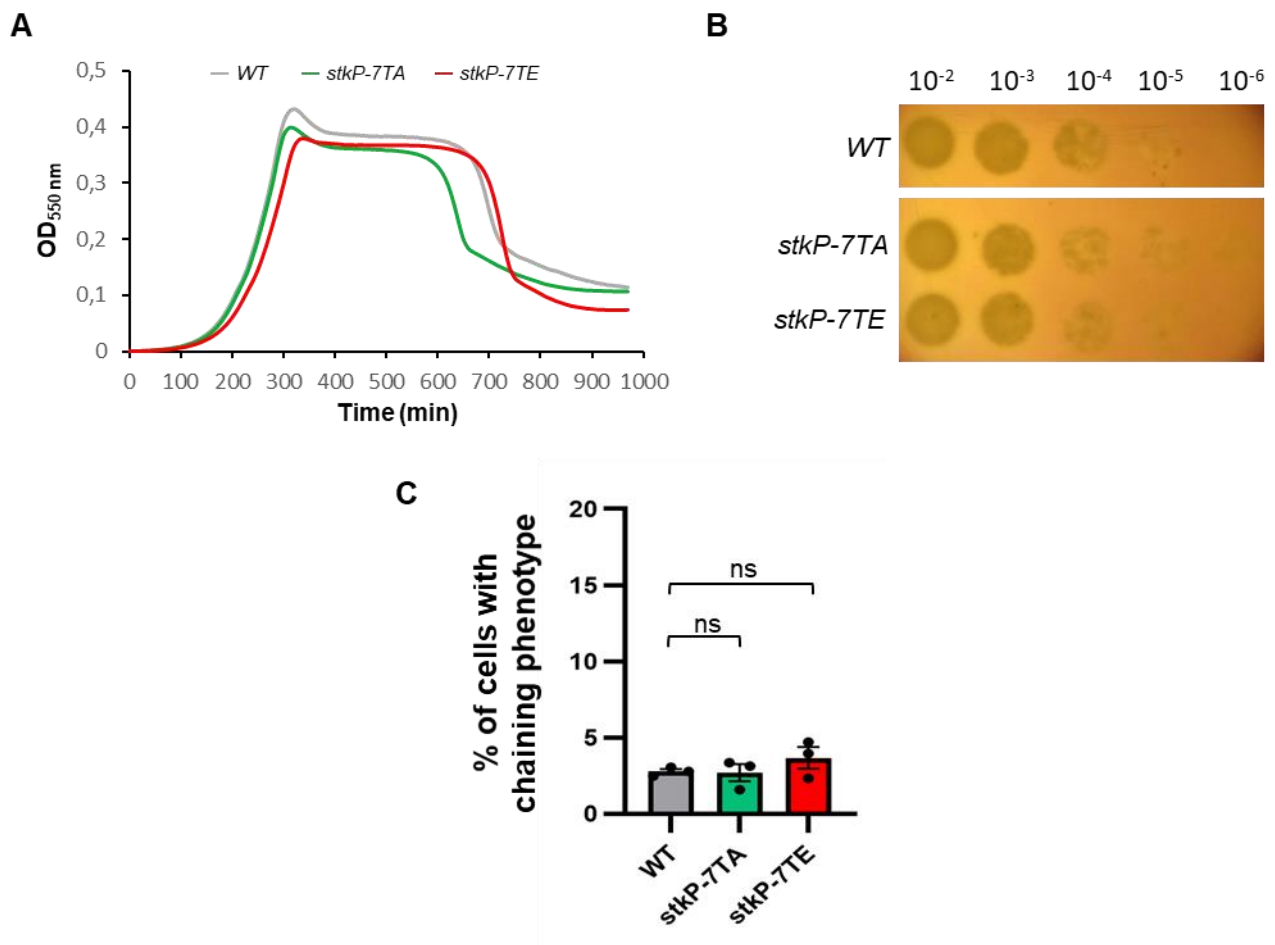 A
WT stkP-7TA stkP-7TE
0,5
0,4
0,3
0,2
0,1
0
OD550 nm
0 100 200 300 400 500 600 700 800 900 1000
Time (min)
B
10-2 10-3 10-4 10-5 10-6
WT
stkP-7TA
stkP-7TE
C
% of cells with
chaining phenotype
20
15
10
5
0
ns
ns
WT
stkP-7TA
stkP-7TE